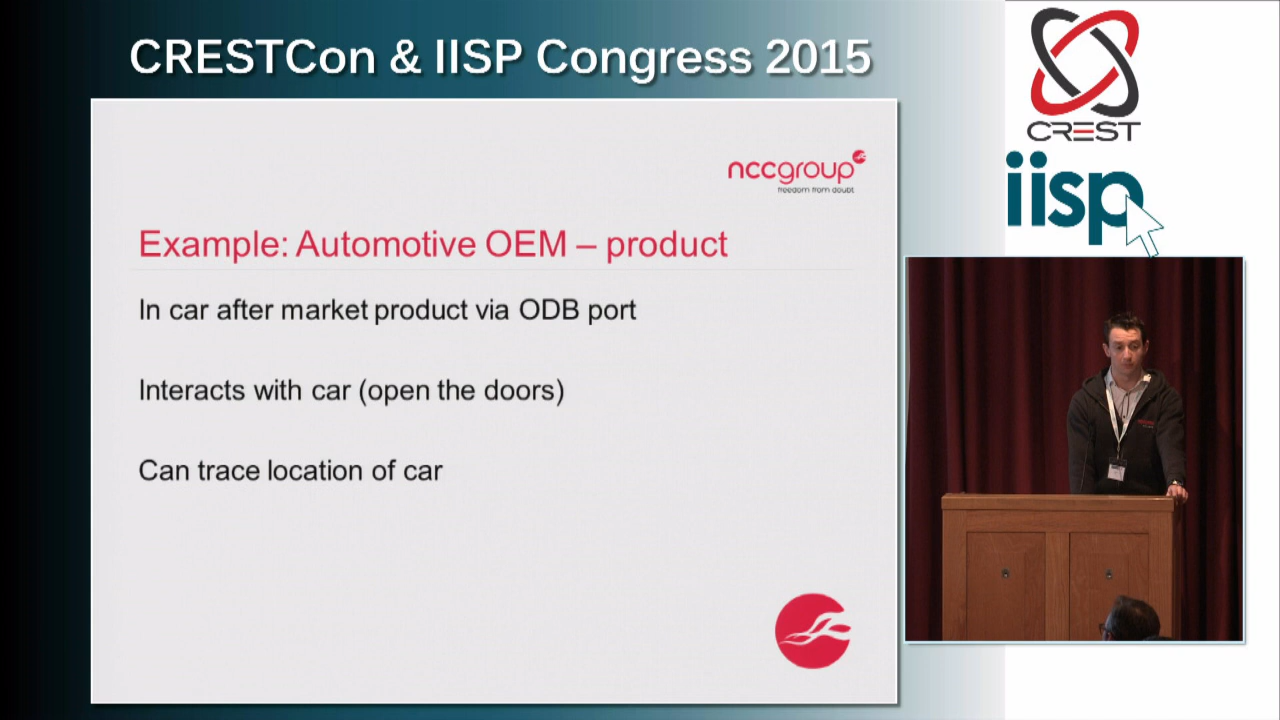 CRESTCon & IISP Congress 2015
CREST
iisp
nccgroup
freedom from doubt
Example: Automotive OEM – product
In car after market product via ODB port
Interacts with car (open the doors)
Can trace location of car